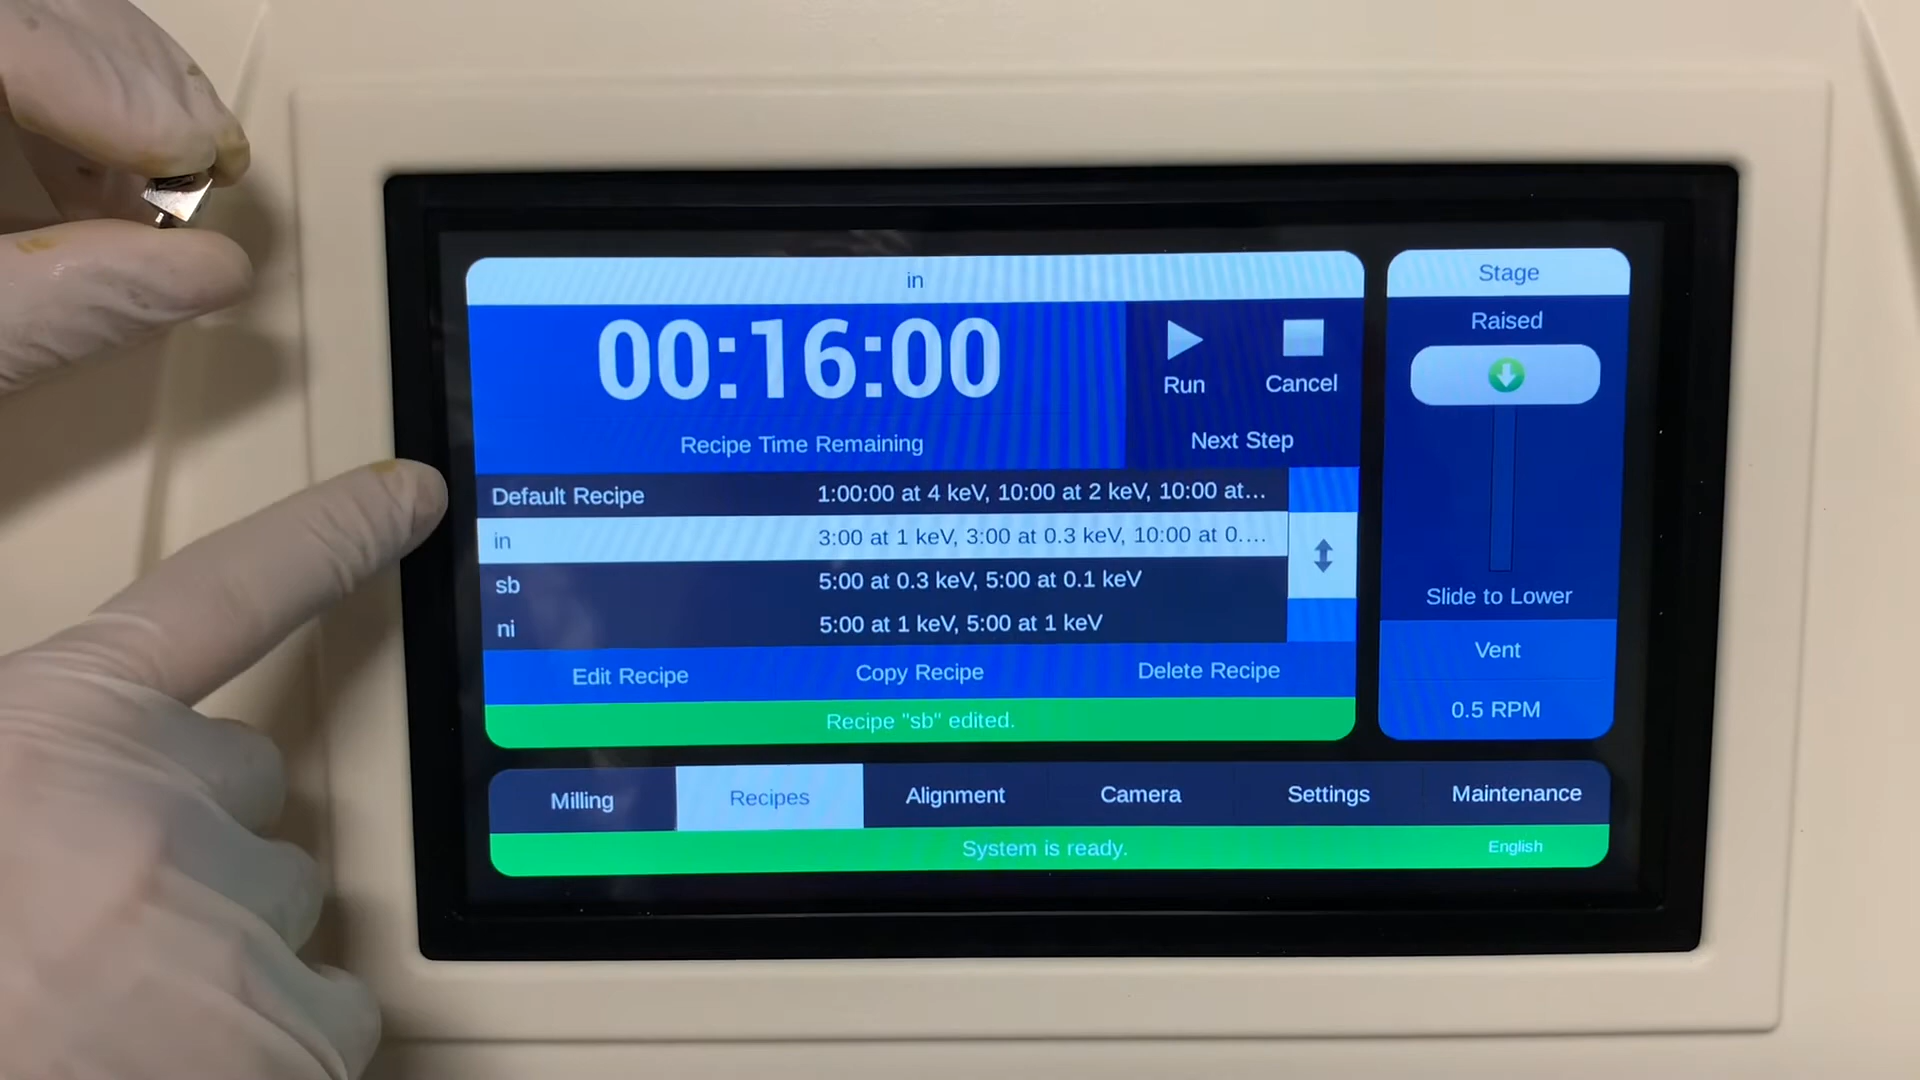 in
00:16:00
Recipe Time Remaining
Run
Cancel
Next Step
Default Recipe 1:00:00 at 4 keV, 10:00 at 2 keV, 10:00 at...
in 3:00 at 1 keV, 3:00 at 0.3 keV, 10:00 at 0....
sb 5:00 at 0.3 keV, 5:00 at 0.1 keV
ni 5:00 at 1 keV, 5:00 at 1 keV
Edit Recipe Copy Recipe Delete Recipe
Recipe "sb" edited.
Stage
Raised
Slide to Lower
Vent
0.5 RPM
Milling Recipes Alignment Camera Settings Maintenance
System is ready. English